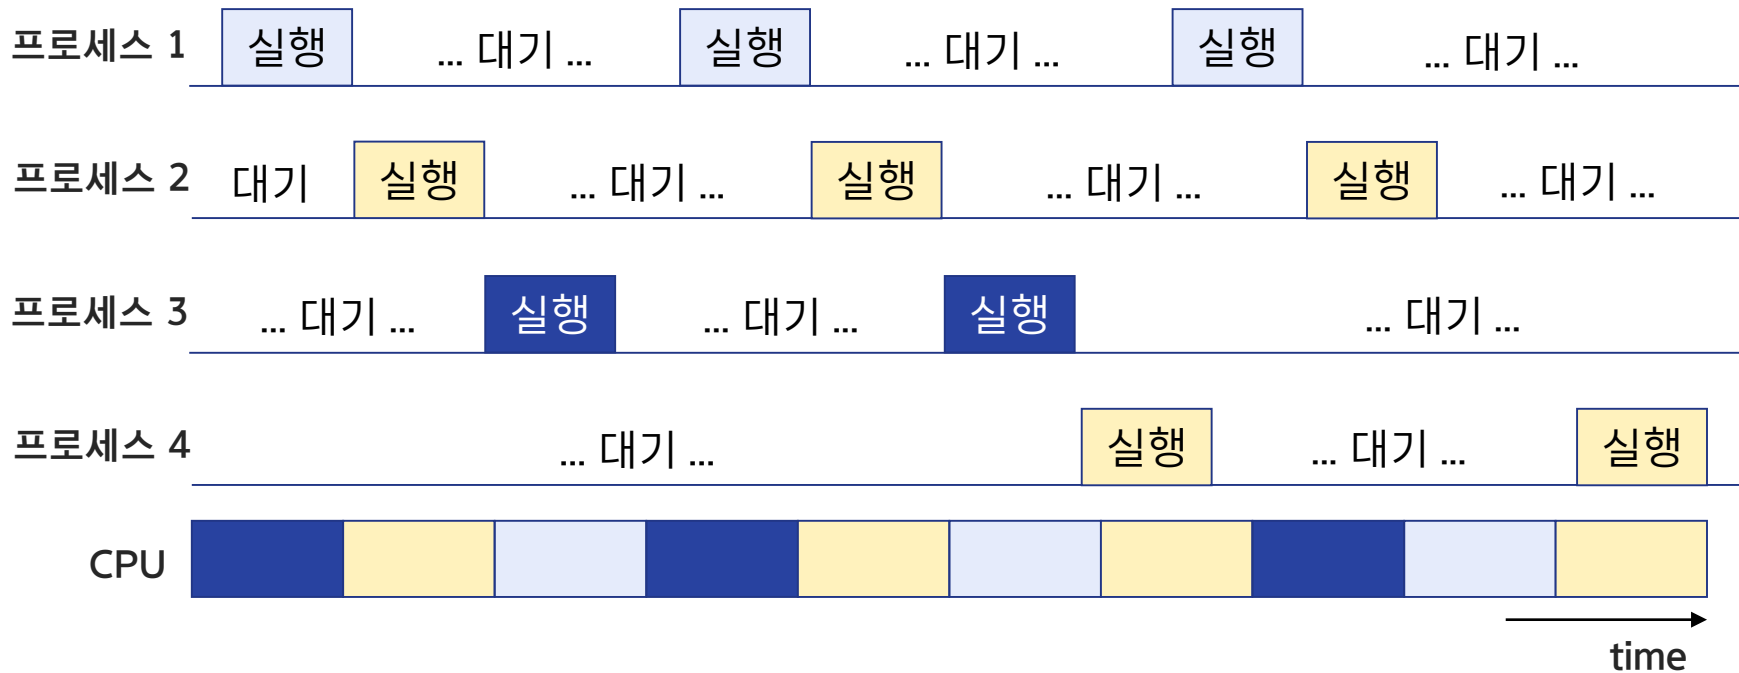 프로세스 1 실행 ... 대기 ... 실행 ... 대기 ... 실행 ... 대기 ...
프로세스 2 대기 실행 ... 대기 ... 실행 ... 대기 ... 실행 ... 대기 ...
프로세스 3 ... 대기 ... 실행 ... 대기 ... 실행 ... 대기 ...
프로세스 4 ... 대기 ... 실행 ... 대기 ... 실행
CPU
time